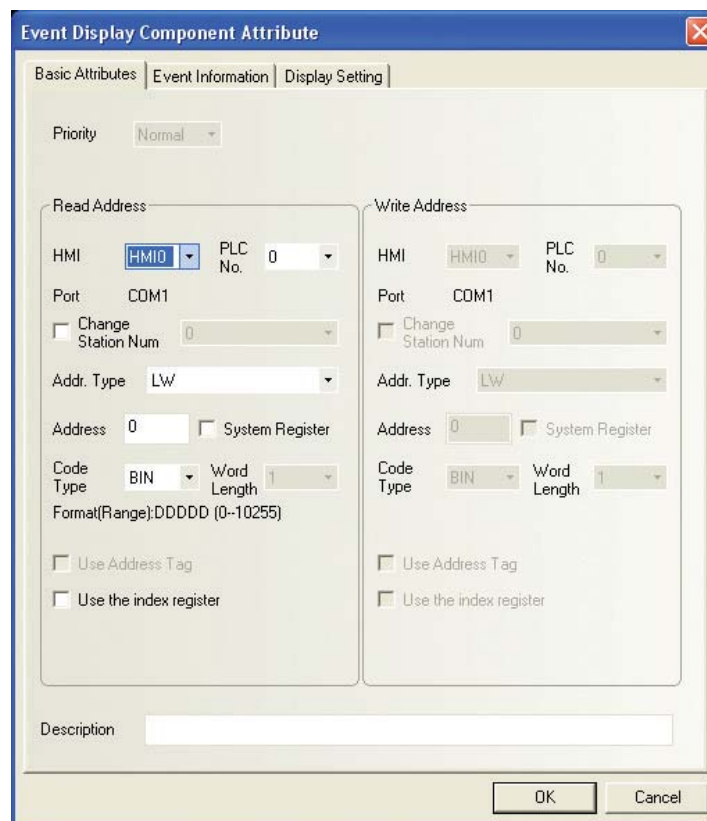 Event Display Component Attribute
Basic Attributes Event Information Display Setting
Priority Normal
Read Address
HMI HMI0 PLC No. 0
Port COM1
Change Station Num 0
Addr. Type LW
Address 0 System Register
Code Type BIN Word Length 1
Format(Range):DDDDD (0--10255)
Use Address Tag
Use the index register
Write Address
HMI HMI0 PLC No. 0
Port COM1
Change Station Num 0
Addr. Type LW
Address 0 System Register
Code Type BIN Word Length 1
Use Address Tag
Use the index register
Description
OK Cancel